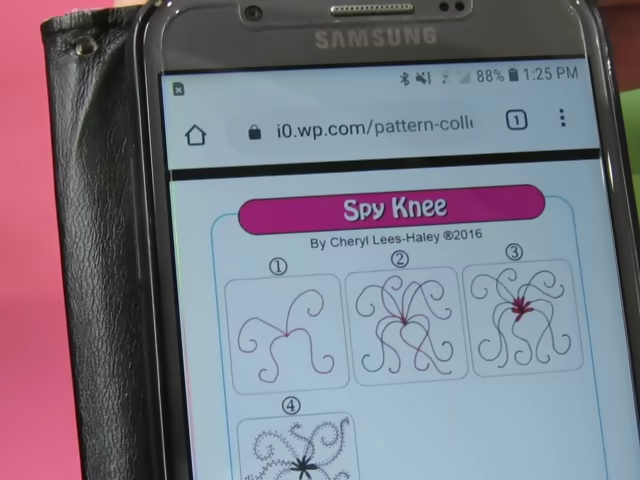 SAMSUNG
88% 1:25 PM
i0.wp.com/pattern-coll
1
Spy Knee
By Cheryl Lees-Haley ®2016
① ② ③
④